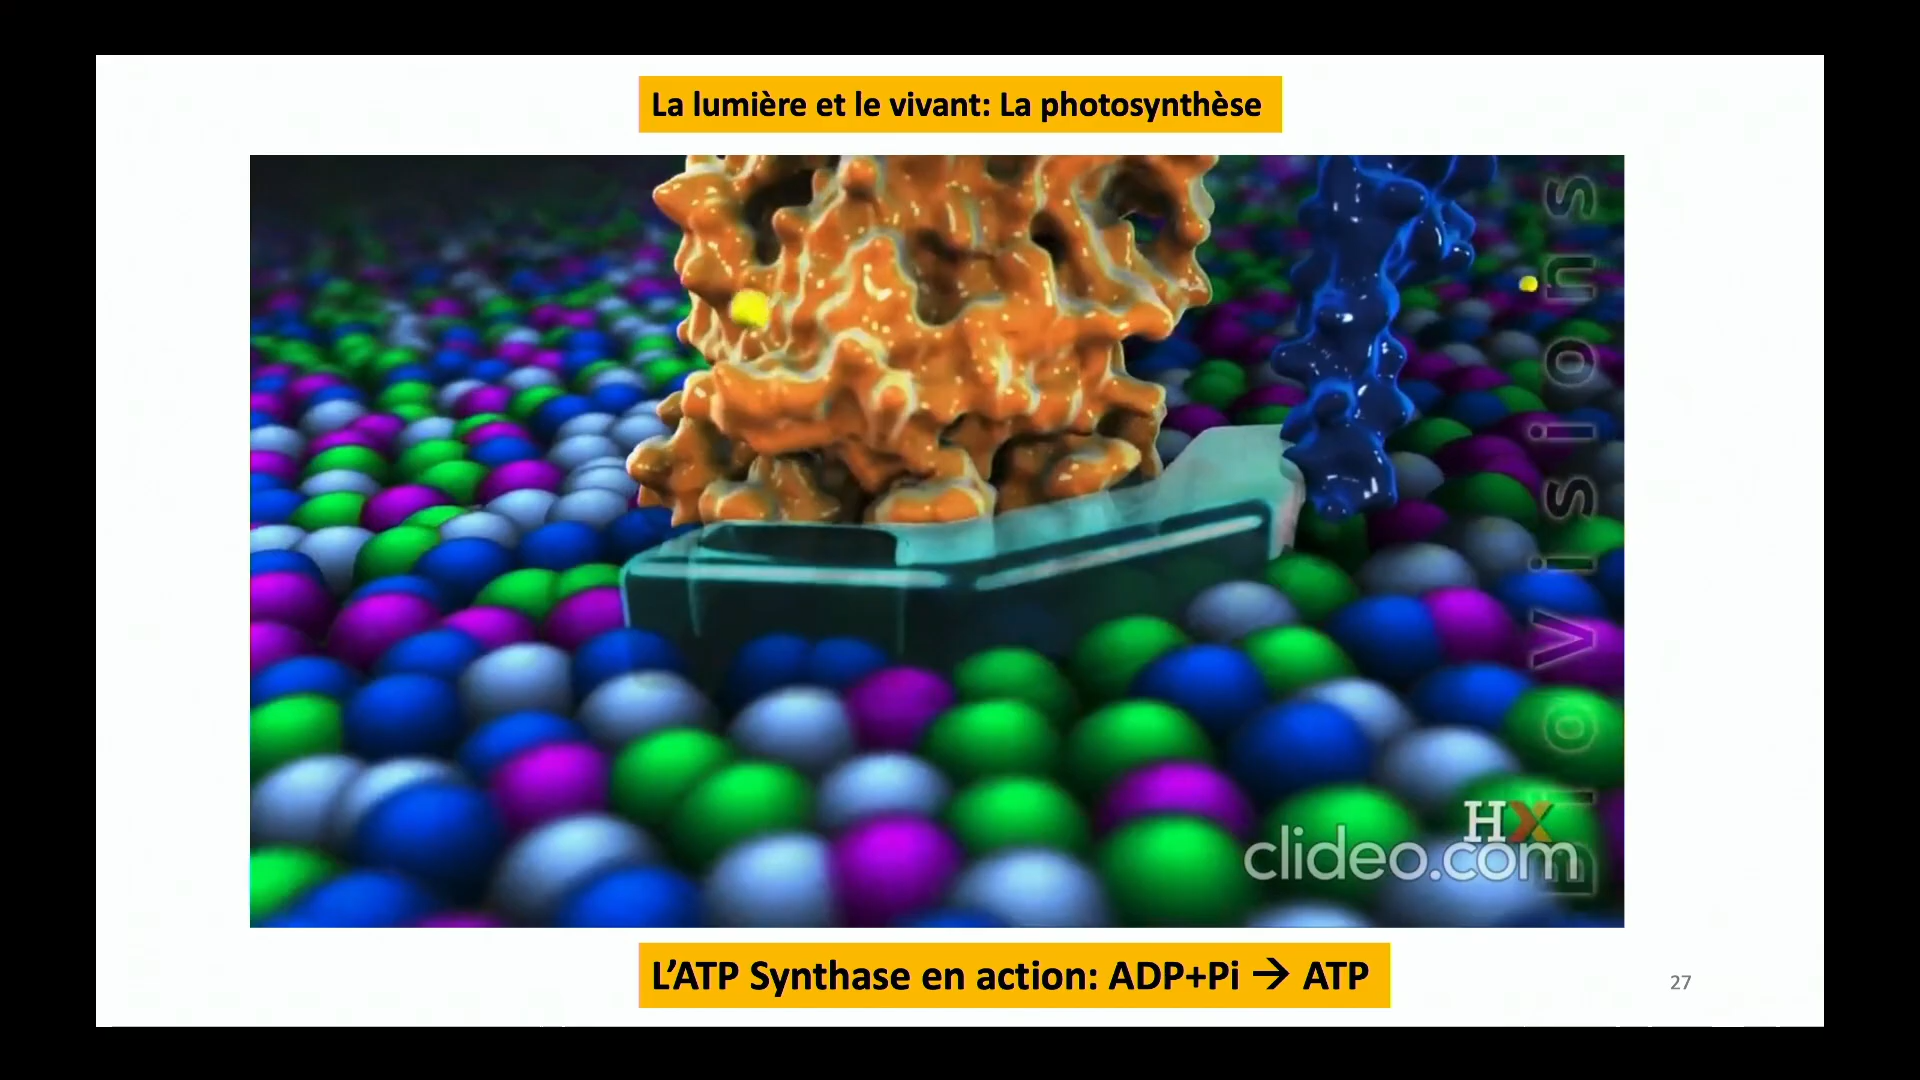 La lumière et le vivant: La photosynthèse
Biovisions
HX
clideo.com
L'ATP Synthase en action: ADP+Pi → ATP
27